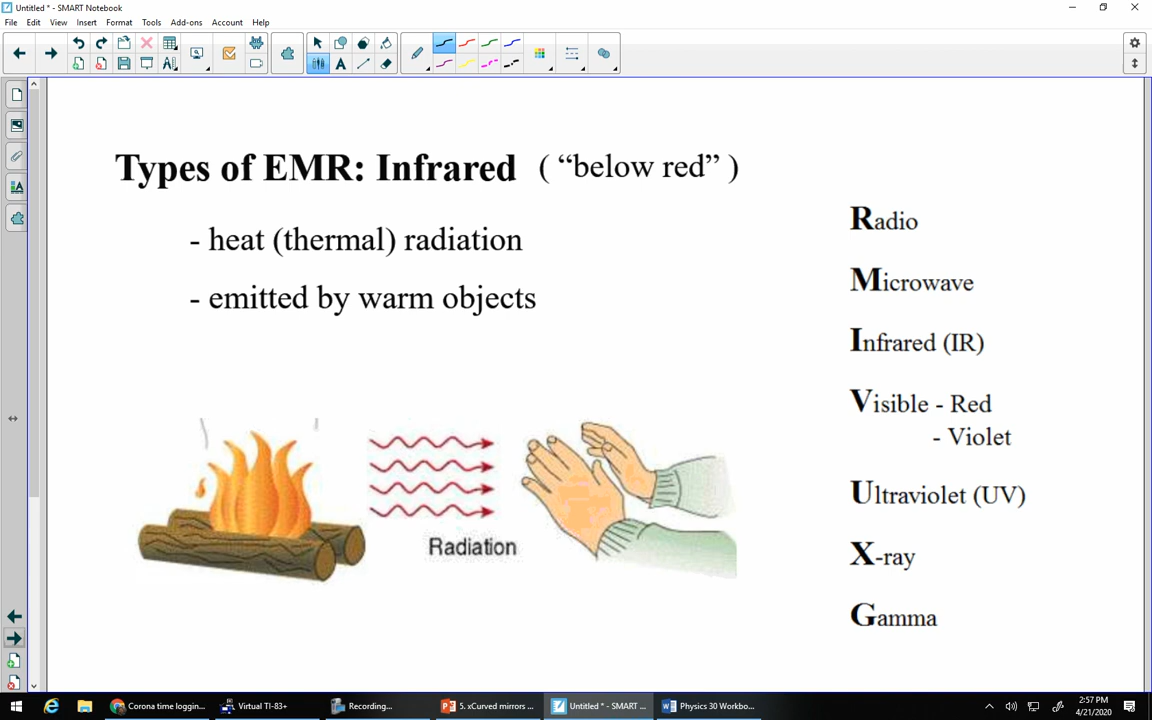 Untitled * - SMART Notebook
File Edit View Insert Format Tools Add-ons Account Help
Types of EMR: Infrared ( “below red” )
- heat (thermal) radiation
- emitted by warm objects
Radiation
Radio
Microwave
Infrared (IR)
Visible - Red
- Violet
Ultraviolet (UV)
X-ray
Gamma
Corona time loggin... Virtual TI-83+ Recording... 5. xCurved mirrors ... Untitled * - SMART ... Physics 30 Workbo...
2:57 PM
4/21/2020